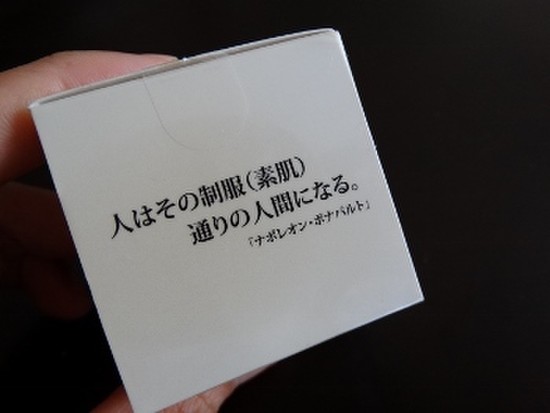 人はその制服(素肌)
通りの人間になる。
「ナポレオン・ボナパルト」